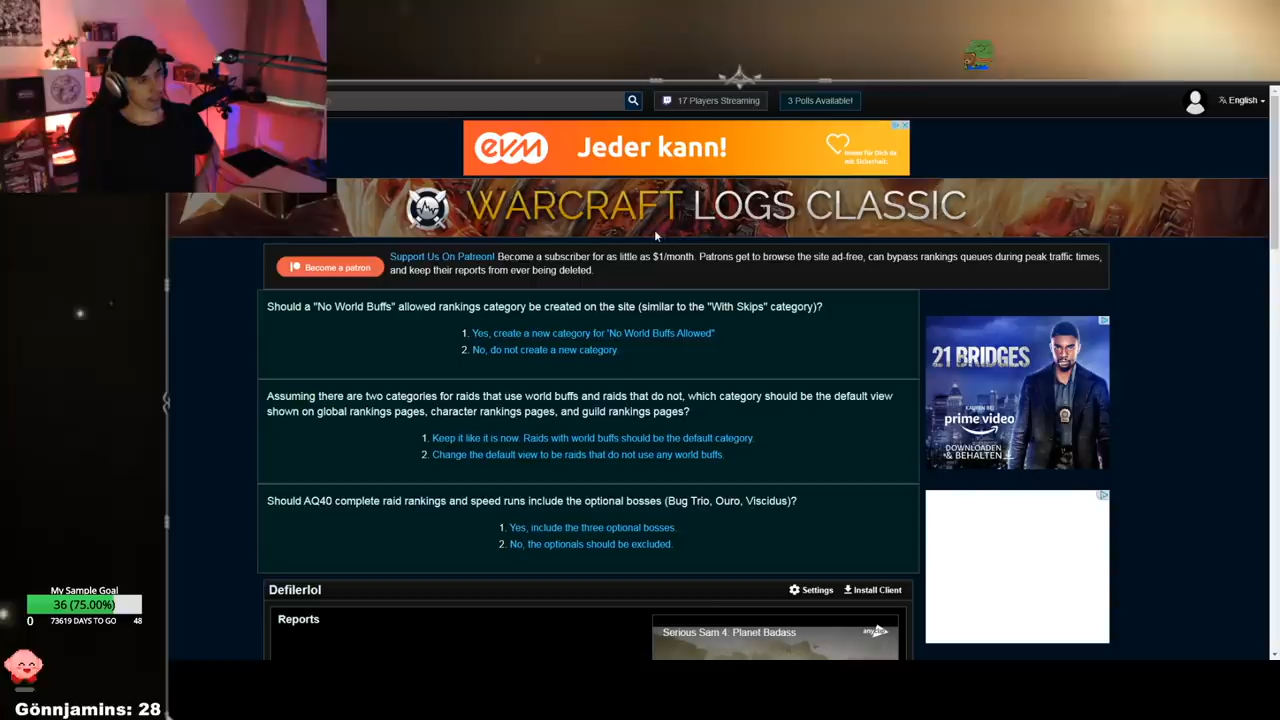 17 Players Streaming
3 Polls Available!
English
evm
Jeder kann!
Immer für Dich da
mit Sicherheit.
WARCRAFT LOGS CLASSIC
Become a patron
Support Us On Patreon! Become a subscriber for as little as $1/month. Patrons get to browse the site ad-free, can bypass rankings queues during peak traffic times,
and keep their reports from ever being deleted.
Should a "No World Buffs" allowed rankings category be created on the site (similar to the "With Skips" category)?
1. Yes, create a new category for 'No World Buffs Allowed"
2. No, do not create a new category.
Assuming there are two categories for raids that use world buffs and raids that do not, which category should be the default view
shown on global rankings pages, character rankings pages, and guild rankings pages?
1. Keep it like it is now. Raids with world buffs should be the default category.
2. Change the default view to be raids that do not use any world buffs.
Should AQ40 complete raid rankings and speed runs include the optional bosses (Bug Trio, Ouro, Viscidus)?
1. Yes, include the three optional bosses.
2. No, the optionals should be excluded.
21 BRIDGES
KAUFEN BEI
prime video
DOWNLOADEN
& BEHALTEN
Defilerlol
Settings
Install Client
Reports
Serious Sam 4: Planet Badass
My Sample Goal
36 (75.00%)
0
73619 DAYS TO GO
48
Gönnjamins: 28